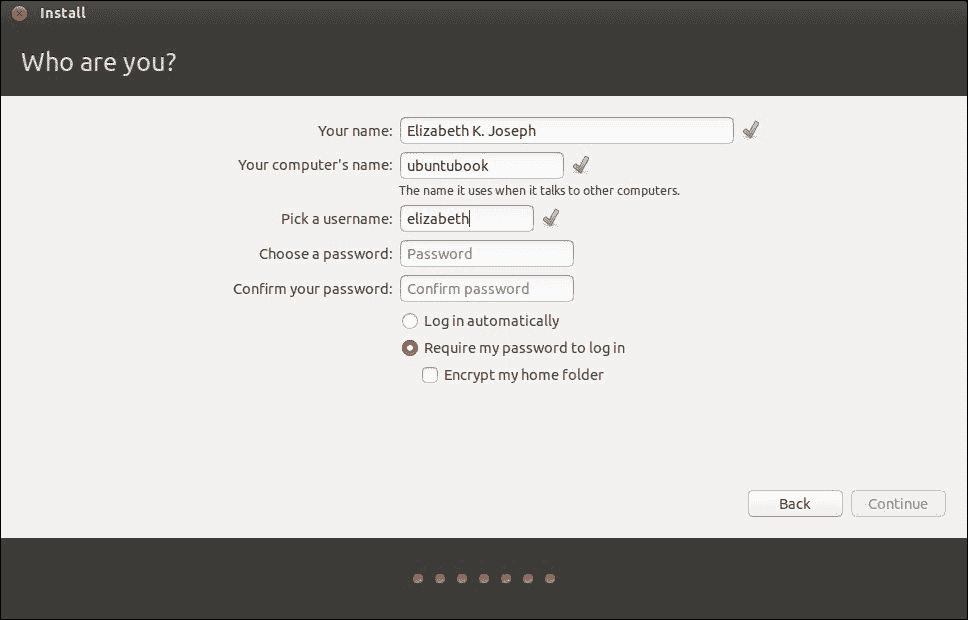 Install
Who are you?
Your name: Elizabeth K. Joseph
Your computer's name: ubuntubook
The name it uses when it talks to other computers.
Pick a username: elizabeth
Choose a password: Password
Confirm your password: Confirm password
Log in automatically
Require my password to log in
Encrypt my home folder
Back Continue